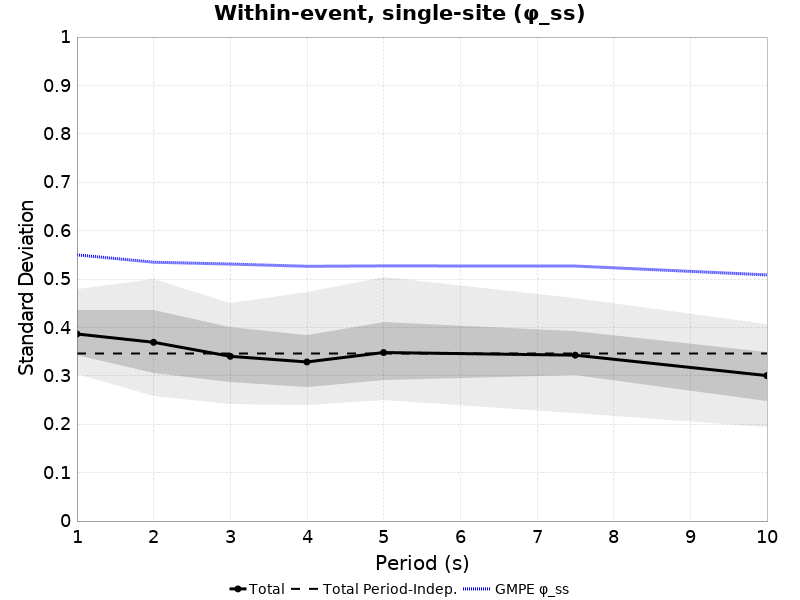 Within-event, single-site (φ_ss)
1
0.9
0.8
0.7
0.6
0.5
0.4
0.3
0.2
0.1
0
Standard Deviation
1 2 3 4 5 6 7 8 9 10
Period (s)
Total Total Period-Indep. GMPE φ_ss